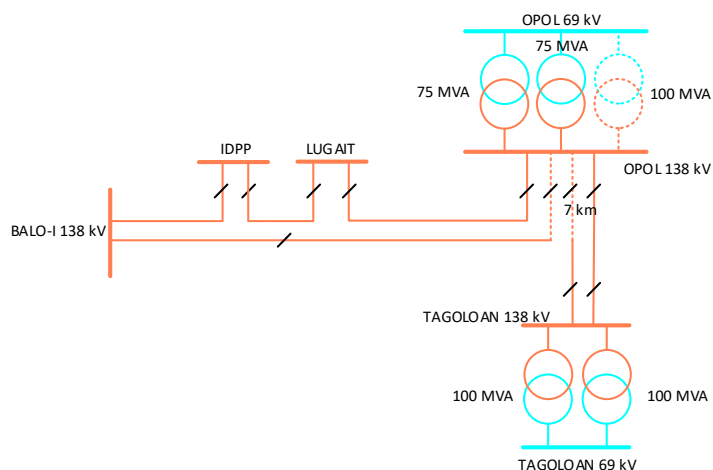 OPOL 69 kV
75 MVA
75 MVA
100 MVA
IDPP
LUGAIT
OPOL 138 kV
7 km
BALO-I 138 kV
TAGOLOAN 138 kV
100 MVA
100 MVA
TAGOLOAN 69 kV